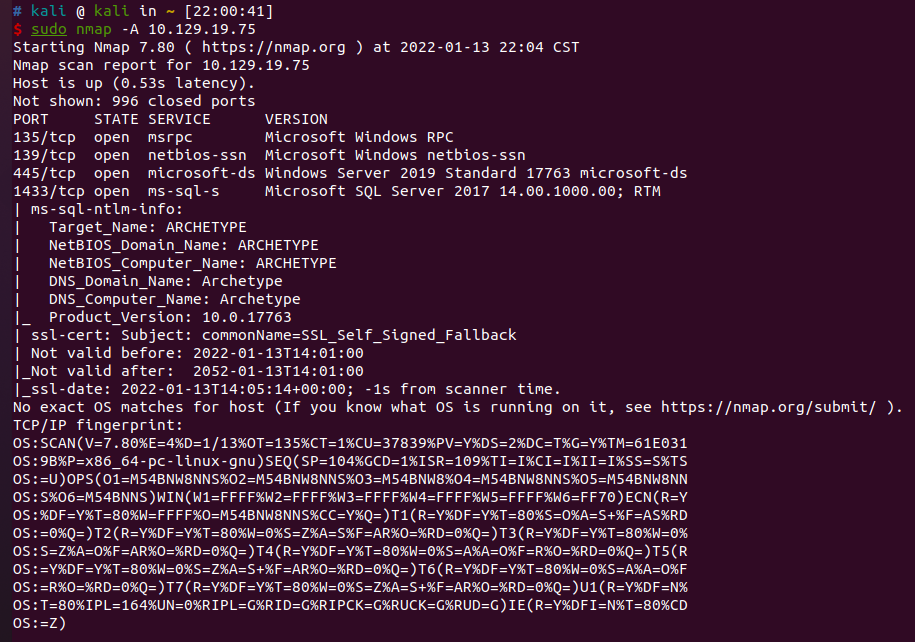 # kali @ kali in ~ [22:00:41]
$ sudo nmap -A 10.129.19.75
Starting Nmap 7.80 ( https://nmap.org ) at 2022-01-13 22:04 CST
Nmap scan report for 10.129.19.75
Host is up (0.53s latency).
Not shown: 996 closed ports
PORT     STATE SERVICE      VERSION
135/tcp  open  msrpc        Microsoft Windows RPC
139/tcp  open  netbios-ssn  Microsoft Windows netbios-ssn
445/tcp  open  microsoft-ds Windows Server 2019 Standard 17763 microsoft-ds
1433/tcp open  ms-sql-s     Microsoft SQL Server 2017 14.00.1000.00; RTM
| ms-sql-ntlm-info:
|   Target_Name: ARCHETYPE
|   NetBIOS_Domain_Name: ARCHETYPE
|   NetBIOS_Computer_Name: ARCHETYPE
|   DNS_Domain_Name: Archetype
|   DNS_Computer_Name: Archetype
|_  Product_Version: 10.0.17763
| ssl-cert: Subject: commonName=SSL_Self_Signed_Fallback
| Not valid before: 2022-01-13T14:01:00
|_Not valid after:  2052-01-13T14:01:00
|_ssl-date: 2022-01-13T14:05:14+00:00; -1s from scanner time.
No exact OS matches for host (If you know what OS is running on it, see https://nmap.org/submit/ ).
TCP/IP fingerprint:
OS:SCAN(V=7.80%E=4%D=1/13%OT=135%CT=1%CU=37839%PV=Y%DS=2%DC=T%G=Y%TM=61E031
OS:9B%P=x86_64-pc-linux-gnu)SEQ(SP=104%GCD=1%ISR=109%TI=I%CI=I%II=I%SS=S%TS
OS:=U)OPS(O1=M54BNW8NNS%O2=M54BNW8NNS%O3=M54BNW8%O4=M54BNW8NNS%O5=M54BNW8NN
OS:S%O6=M54BNNS)WIN(W1=FFFF%W2=FFFF%W3=FFFF%W4=FFFF%W5=FFFF%W6=FF70)ECN(R=Y
OS:%DF=Y%T=80%W=FFFF%O=M54BNW8NNS%CC=Y%Q=)T1(R=Y%DF=Y%T=80%S=O%A=S+%F=AS%RD
OS:=0%Q=)T2(R=Y%DF=Y%T=80%W=0%S=Z%A=S%F=AR%O=%RD=0%Q=)T3(R=Y%DF=Y%T=80%W=0%
OS:S=Z%A=O%F=AR%O=%RD=0%Q=)T4(R=Y%DF=Y%T=80%W=0%S=A%A=O%F=R%O=%RD=0%Q=)T5(R
OS:=Y%DF=Y%T=80%W=0%S=Z%A=S+%F=AR%O=%RD=0%Q=)T6(R=Y%DF=Y%T=80%W=0%S=A%A=O%F
OS:=R%O=%RD=0%Q=)T7(R=Y%DF=Y%T=80%W=0%S=Z%A=S+%F=AR%O=%RD=0%Q=)U1(R=Y%DF=N%
OS:T=80%IPL=164%UN=0%RIPL=G%RID=G%RIPCK=G%RUCK=G%RUD=G)IE(R=Y%DFI=N%T=80%CD
OS:=Z)